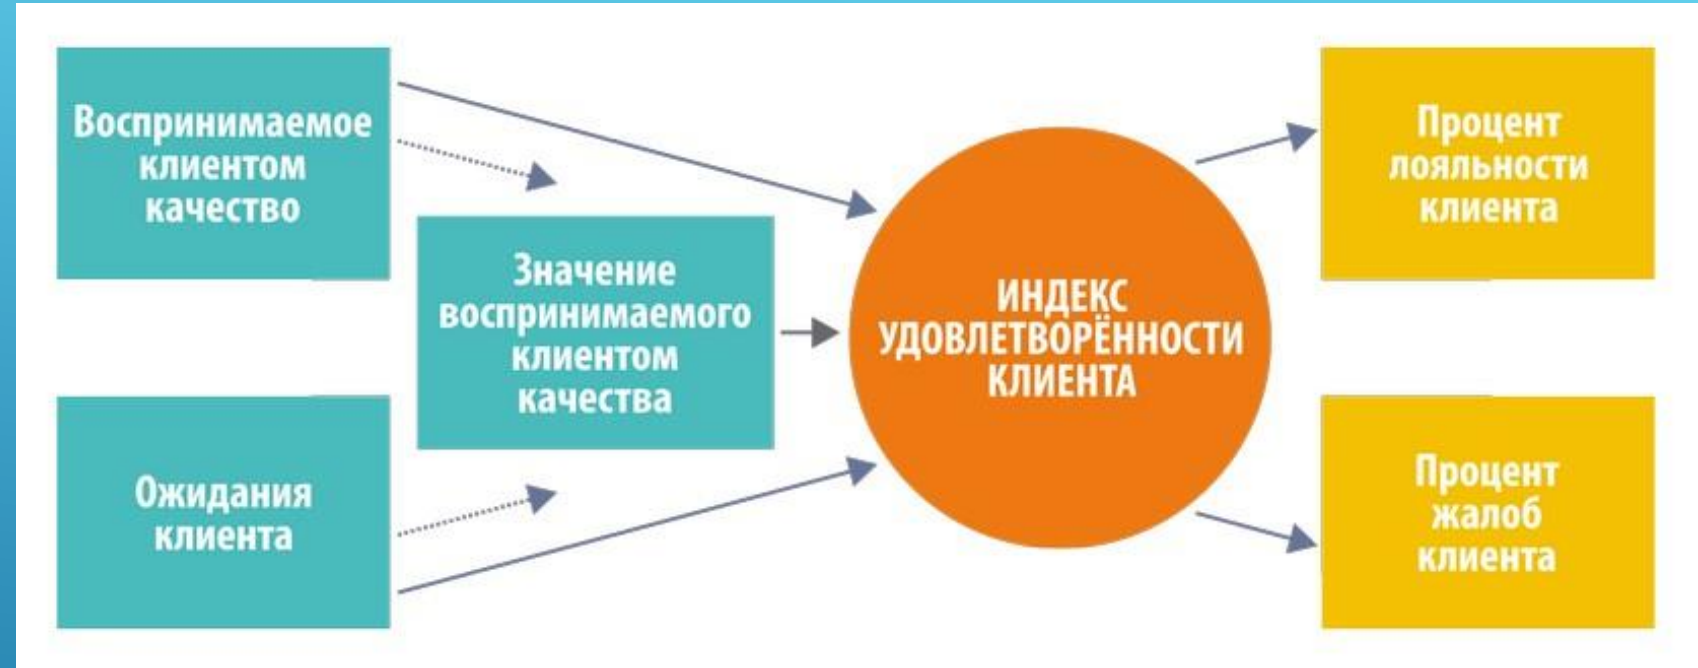 Воспринимаемое
клиентом
качество
Значение
воспринимаемого
клиентом
качества
Ожидания
клиента
ИНДЕКС
УДОВЛЕТВОРЁННОСТИ
КЛИЕНТА
Процент
лояльности
клиента
Процент
жалоб
клиента